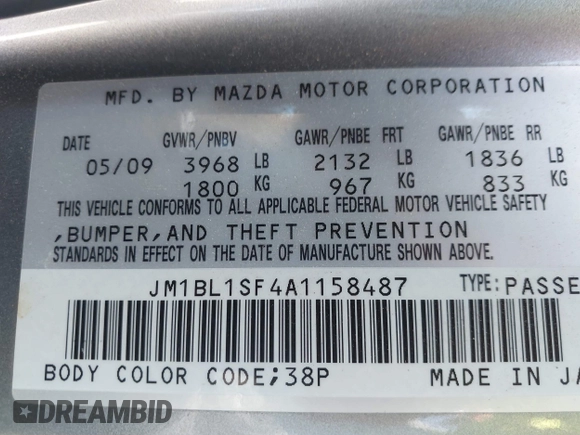 MFD. BY MAZDA MOTOR CORPORATION
DATE GVWR/PNBV GAWR/PNBE FRT GAWR/PNBE RR
05/09 3968 LB 2132 LB 1836 LB
1800 KG 967 KG 833 KG
THIS VEHICLE CONFORMS TO ALL APPLICABLE FEDERAL MOTOR VEHICLE SAFETY
,BUMPER,AND THEFT PREVENTION
STANDARDS IN EFFECT ON THE DATE OF MANUFACTURE SHOWN ABOVE.
JM1BL1SF4A1158487 TYPE:PASSE
BODY COLOR CODE;38P MADE IN JA
DREAMBID